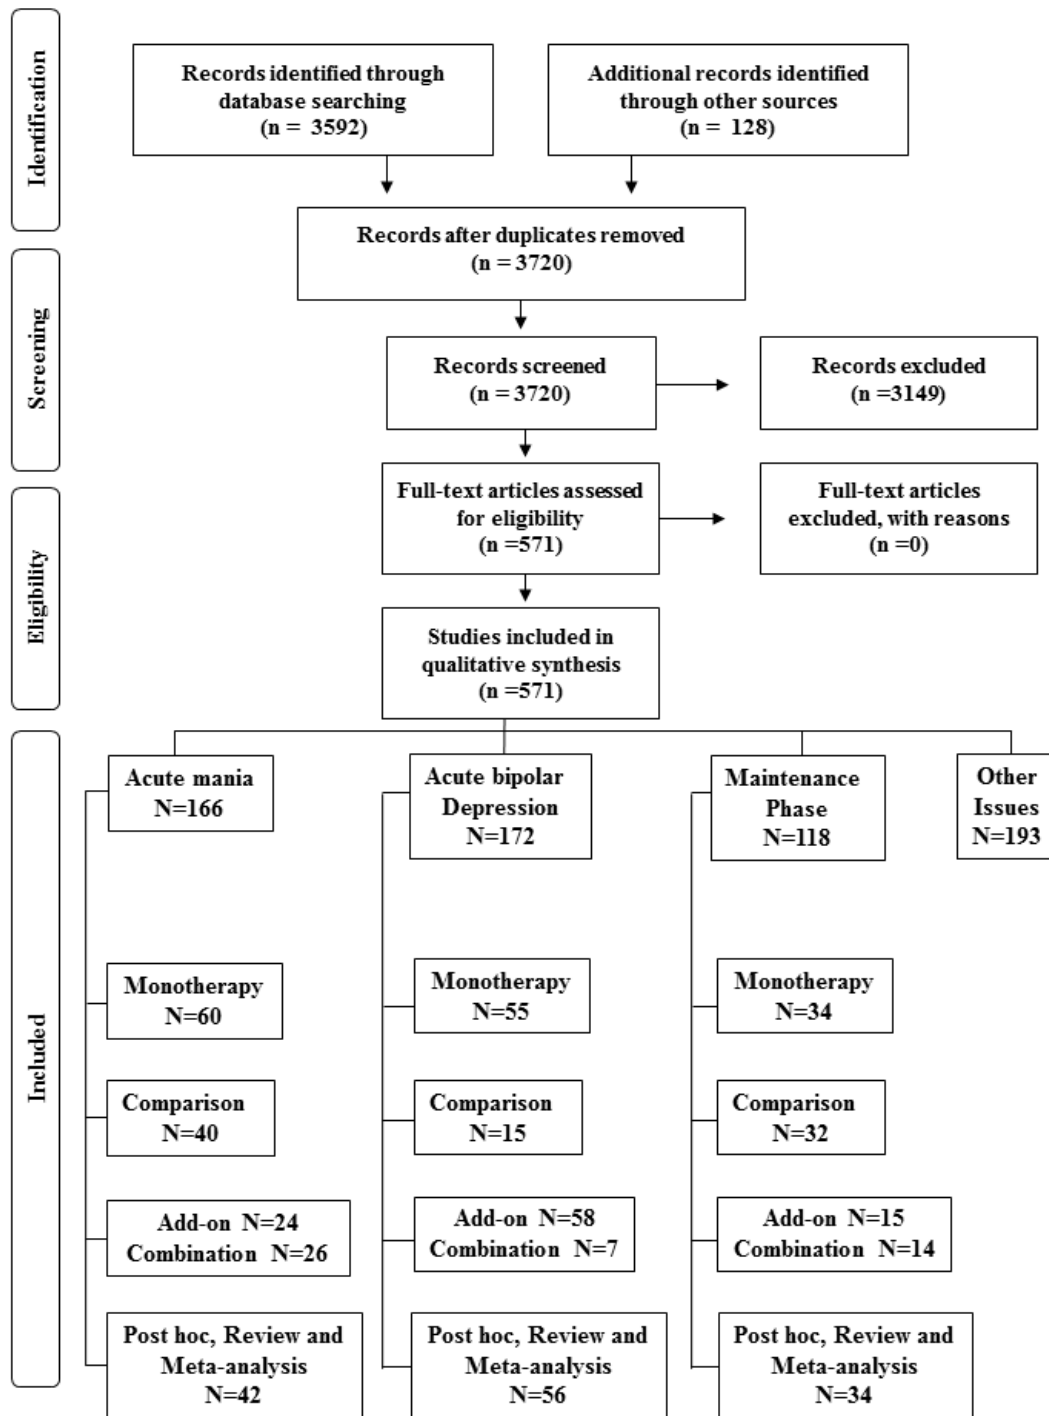 Identification
Records identified through
database searching
(n = 3592)
Additional records identified
through other sources
(n = 128)
Records after duplicates removed
(n = 3720)
Screening
Records screened
(n = 3720)
Records excluded
(n =3149)
Eligibility
Full-text articles assessed
for eligibility
(n =571)
Full-text articles
excluded, with reasons
(n =0)
Studies included in
qualitative synthesis
(n =571)
Included
Acute mania
N=166
Acute bipolar
Depression
N=172
Maintenance
Phase
N=118
Other
Issues
N=193
Monotherapy
N=60
Monotherapy
N=55
Monotherapy
N=34
Comparison
N=40
Comparison
N=15
Comparison
N=32
Add-on N=24
Combination N=26
Add-on N=58
Combination N=7
Add-on N=15
Combination N=14
Post hoc, Review and
Meta-analysis
N=42
Post hoc, Review and
Meta-analysis
N=56
Post hoc, Review and
Meta-analysis
N=34